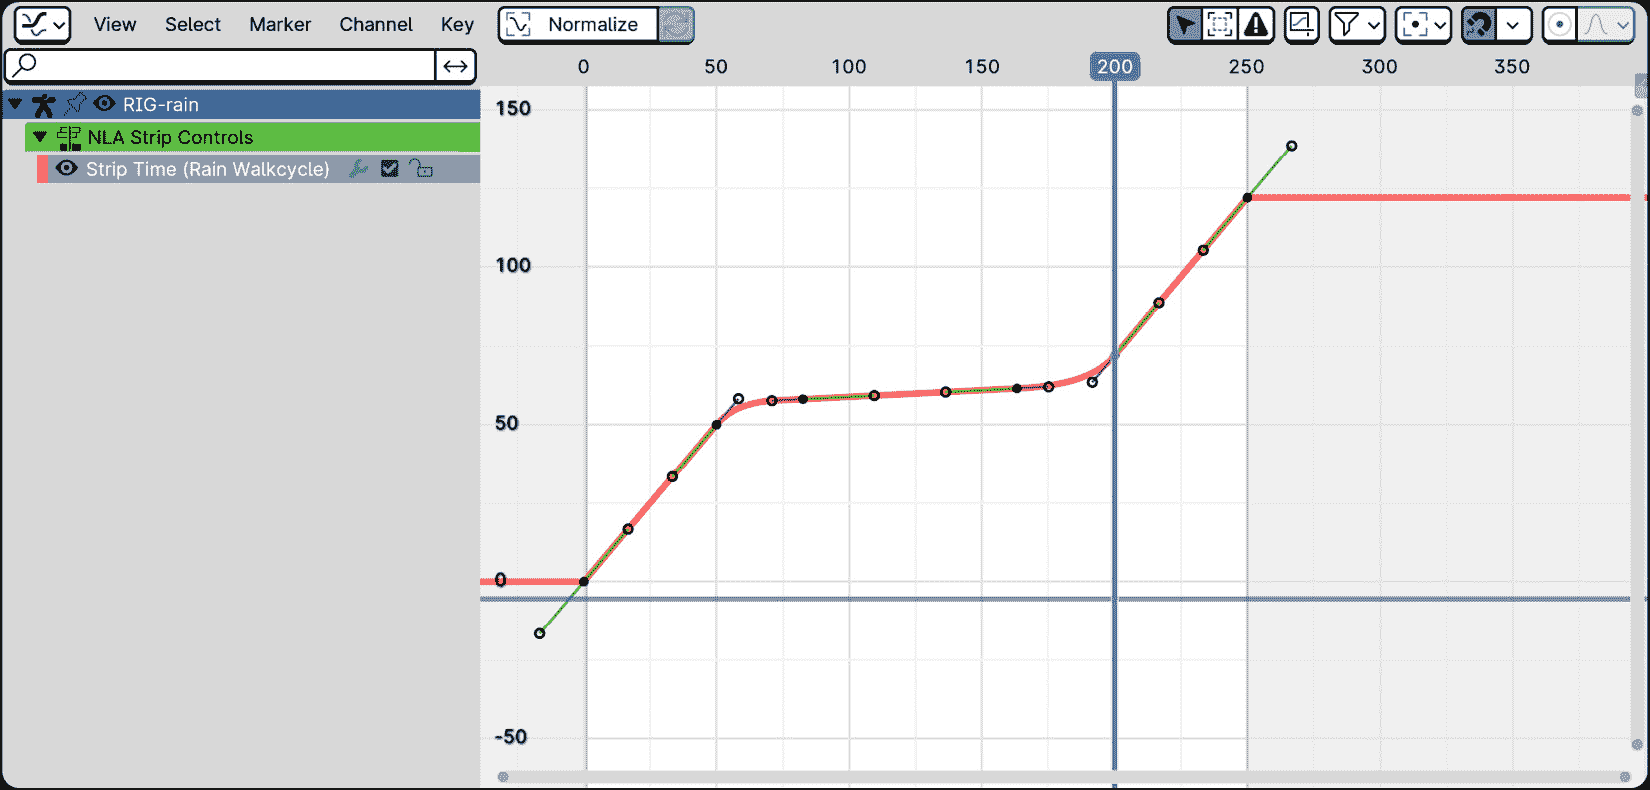 View Select Marker Channel Key Normalize
0 50 100 150 200 250 300 350
RIG-rain
NLA Strip Controls
Strip Time (Rain Walkcycle)
150
100
50
0
-50